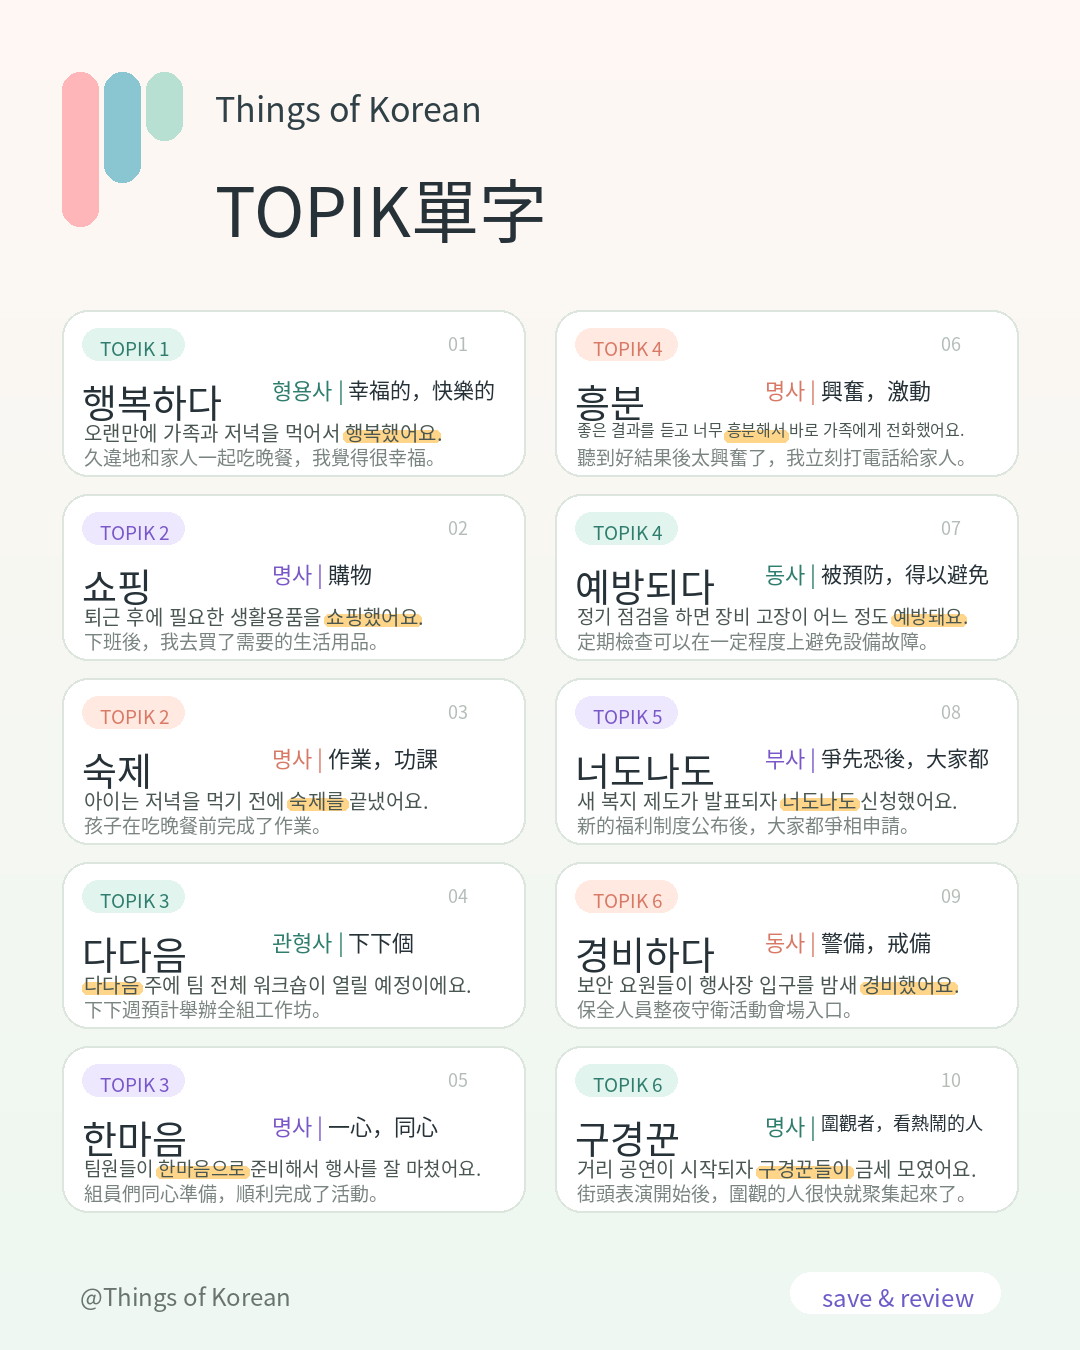 Things of Korean
TOPIK單字
TOPIK 1
01
행복하다
형용사 | 幸福的，快樂的
오랜만에 가족과 저녁을 먹어서 행복했어요.
久違地和家人一起吃晚餐，我覺得很幸福。
TOPIK 2
02
쇼핑
명사 | 購物
퇴근 후에 필요한 생활용품을 쇼핑했어요.
下班後，我去買了需要的生活用品。
TOPIK 2
03
숙제
명사 | 作業，功課
아이는 저녁을 먹기 전에 숙제를 끝냈어요.
孩子在吃晚餐前完成了作業。
TOPIK 3
04
다다음
관형사 | 下下個
다다음 주에 팀 전체 워크숍이 열릴 예정이에요.
下下週預計舉辦全組工作坊。
TOPIK 3
05
한마음
명사 | 一心，同心
팀원들이 한마음으로 준비해서 행사를 잘 마쳤어요.
組員們同心準備，順利完成了活動。
TOPIK 4
06
흥분
명사 | 興奮，激動
좋은 결과를 듣고 너무 흥분해서 바로 가족에게 전화했어요.
聽到好結果後太興奮了，我立刻打電話給家人。
TOPIK 4
07
예방되다
동사 | 被預防，得以避免
정기 점검을 하면 장비 고장이 어느 정도 예방돼요.
定期檢查可以在一定程度上避免設備故障。
TOPIK 5
08
너도나도
부사 | 爭先恐後，大家都
새 복지 제도가 발표되자 너도나도 신청했어요.
新的福利制度公布後，大家都爭相申請。
TOPIK 6
09
경비하다
동사 | 警備，戒備
보안 요원들이 행사장 입구를 밤새 경비했어요.
保全人員整夜守衛活動會場入口。
TOPIK 6
10
구경꾼
명사 | 圍觀者，看熱鬧的人
거리 공연이 시작되자 구경꾼들이 금세 모였어요.
街頭表演開始後，圍觀的人很快就聚集起來了。
@Things of Korean
save & review